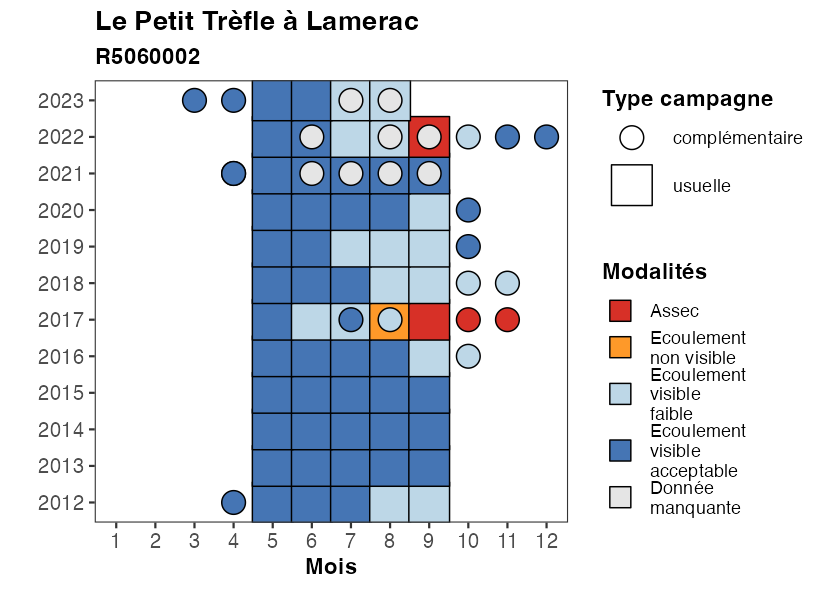 Le Petit Trèfle à Lamerac
R5060002
2023
2022
2021
2020
2019
2018
2017
2016
2015
2014
2013
2012
1 2 3 4 5 6 7 8 9 10 11 12
Mois
Type campagne
complémentaire
usuelle
Modalités
Assec
Ecoulement
non visible
Ecoulement
visible
faible
Ecoulement
visible
acceptable
Donnée
manquante